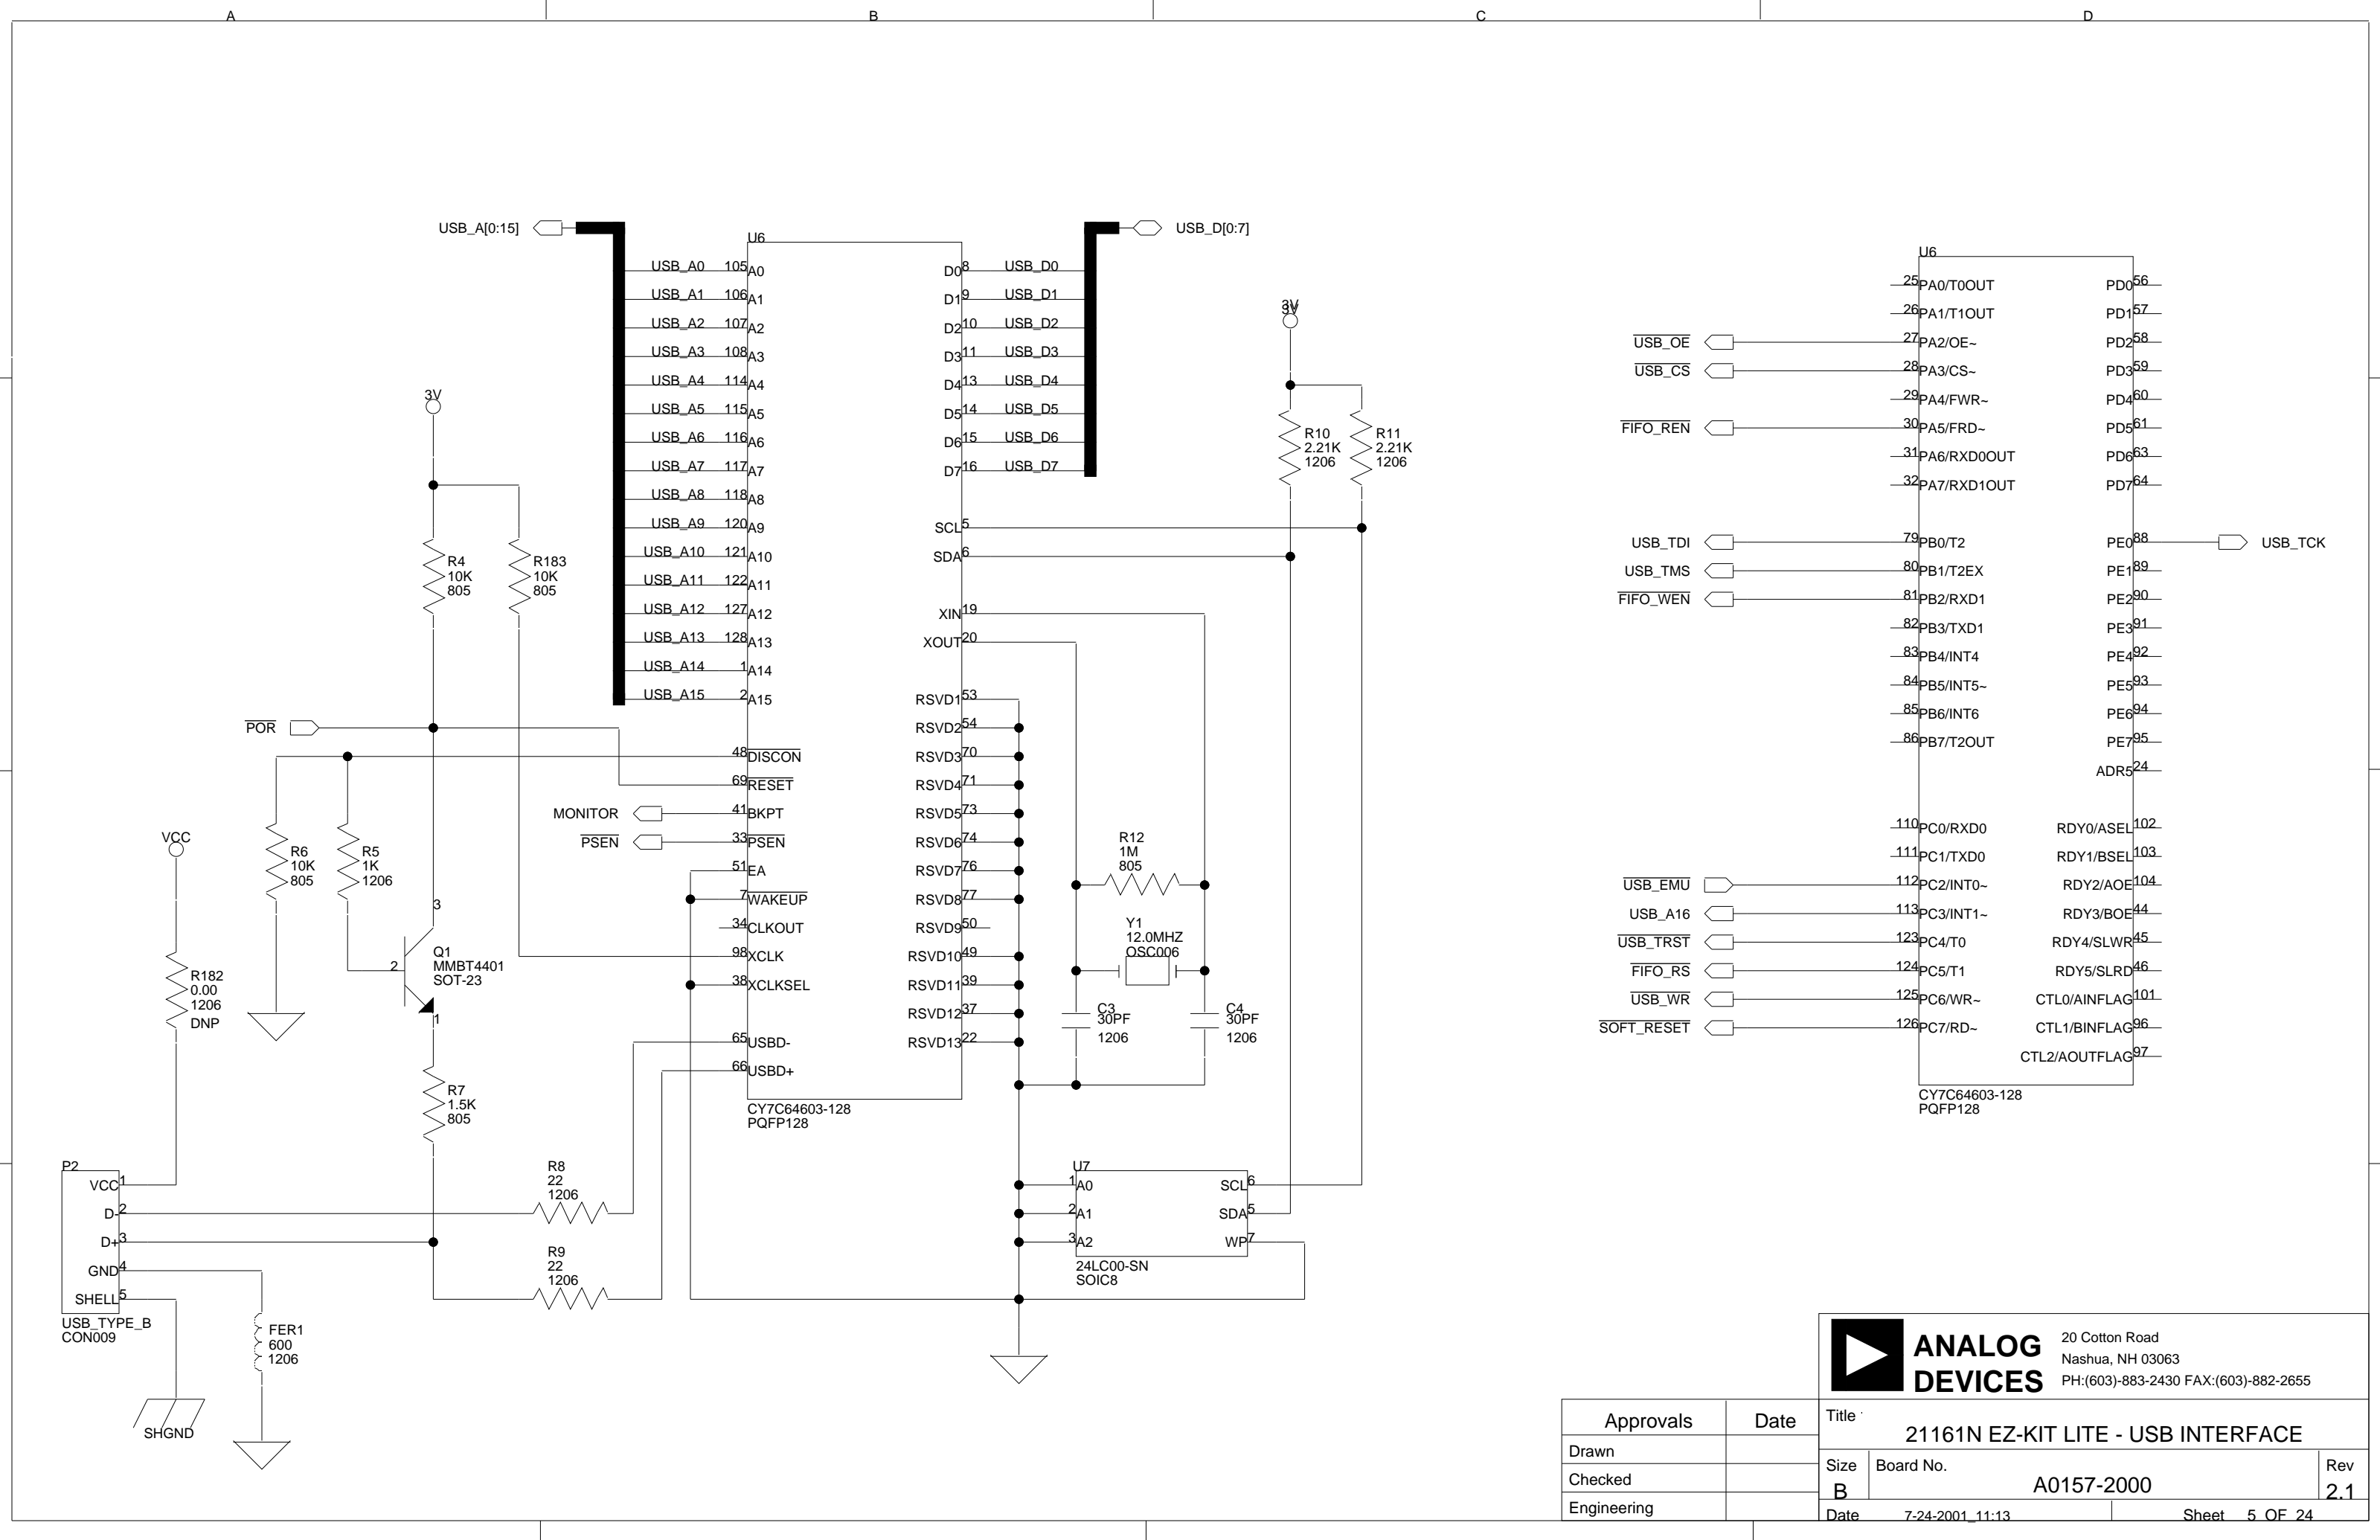 A B C D
USB_A[0:15]
USB_D[0:7]
U6
USB_A0 105 A0
USB_A1 106 A1
USB_A2 107 A2
USB_A3 108 A3
USB_A4 114 A4
USB_A5 115 A5
USB_A6 116 A6
USB_A7 117 A7
USB_A8 118 A8
USB_A9 120 A9
USB_A10 121 A10
USB_A11 122 A11
USB_A12 127 A12
USB_A13 128 A13
USB_A14 1 A14
USB_A15 2 A15
48 DISCON
69 RESET
MONITOR 41 BKPT
PSEN 33 PSEN
51 EA
7 WAKEUP
34 CLKOUT
98 XCLK
38 XCLKSEL
65 USBD-
66 USBD+
D0 8 USB_D0
D1 9 USB_D1
D2 10 USB_D2
D3 11 USB_D3
D4 13 USB_D4
D5 14 USB_D5
D6 15 USB_D6
D7 16 USB_D7
SCL 5
SDA 6
XIN 19
XOUT 20
RSVD1 53
RSVD2 54
RSVD3 70
RSVD4 71
RSVD5 73
RSVD6 74
RSVD7 76
RSVD8 77
RSVD9 50
RSVD10 49
RSVD11 39
RSVD12 37
RSVD13 22
CY7C64603-128
PQFP128
3V
R4
10K
805
R183
10K
805
POR
VCC
R6
10K
805
R5
1K
1206
3
2
1
Q1
MMBT4401
SOT-23
R182
0.00
1206
DNP
R7
1.5K
805
P2
VCC 1
D- 2
D+ 3
GND 4
SHELL 5
USB_TYPE_B
CON009
R8
22
1206
R9
22
1206
FER1
600
1206
SHGND
3V
3V
R10
2.21K
1206
R11
2.21K
1206
R12
1M
805
Y1
12.0MHZ
OSC006
C3
30PF
1206
C4
30PF
1206
U7
1 A0
2 A1
3 A2
SCL 6
SDA 5
WP 7
24LC00-SN
SOIC8
U6
25 PA0/T0OUT
26 PA1/T1OUT
USB_OE 27 PA2/OE~
USB_CS 28 PA3/CS~
29 PA4/FWR~
FIFO_REN 30 PA5/FRD~
31 PA6/RXD0OUT
32 PA7/RXD1OUT
USB_TDI 79 PB0/T2
USB_TMS 80 PB1/T2EX
FIFO_WEN 81 PB2/RXD1
82 PB3/TXD1
83 PB4/INT4
84 PB5/INT5~
85 PB6/INT6
86 PB7/T2OUT
110 PC0/RXD0
111 PC1/TXD0
USB_EMU 112 PC2/INT0~
USB_A16 113 PC3/INT1~
USB_TRST 123 PC4/T0
FIFO_RS 124 PC5/T1
USB_WR 125 PC6/WR~
SOFT_RESET 126 PC7/RD~
PD0 56
PD1 57
PD2 58
PD3 59
PD4 60
PD5 61
PD6 63
PD7 64
PE0 88 USB_TCK
PE1 89
PE2 90
PE3 91
PE4 92
PE5 93
PE6 94
PE7 95
ADR5 24
RDY0/ASEL 102
RDY1/BSEL 103
RDY2/AOE 104
RDY3/BOE 44
RDY4/SLWR 45
RDY5/SLRD 46
CTL0/AINFLAG 101
CTL1/BINFLAG 96
CTL2/AOUTFLAG 97
CY7C64603-128
PQFP128
ANALOG
DEVICES
20 Cotton Road
Nashua, NH 03063
PH:(603)-883-2430 FAX:(603)-882-2655
Approvals Date
Drawn
Checked
Engineering
Title
21161N EZ-KIT LITE - USB INTERFACE
Size
B
Board No.
A0157-2000
Rev
2.1
Date 7-24-2001_11:13
Sheet 5 OF 24